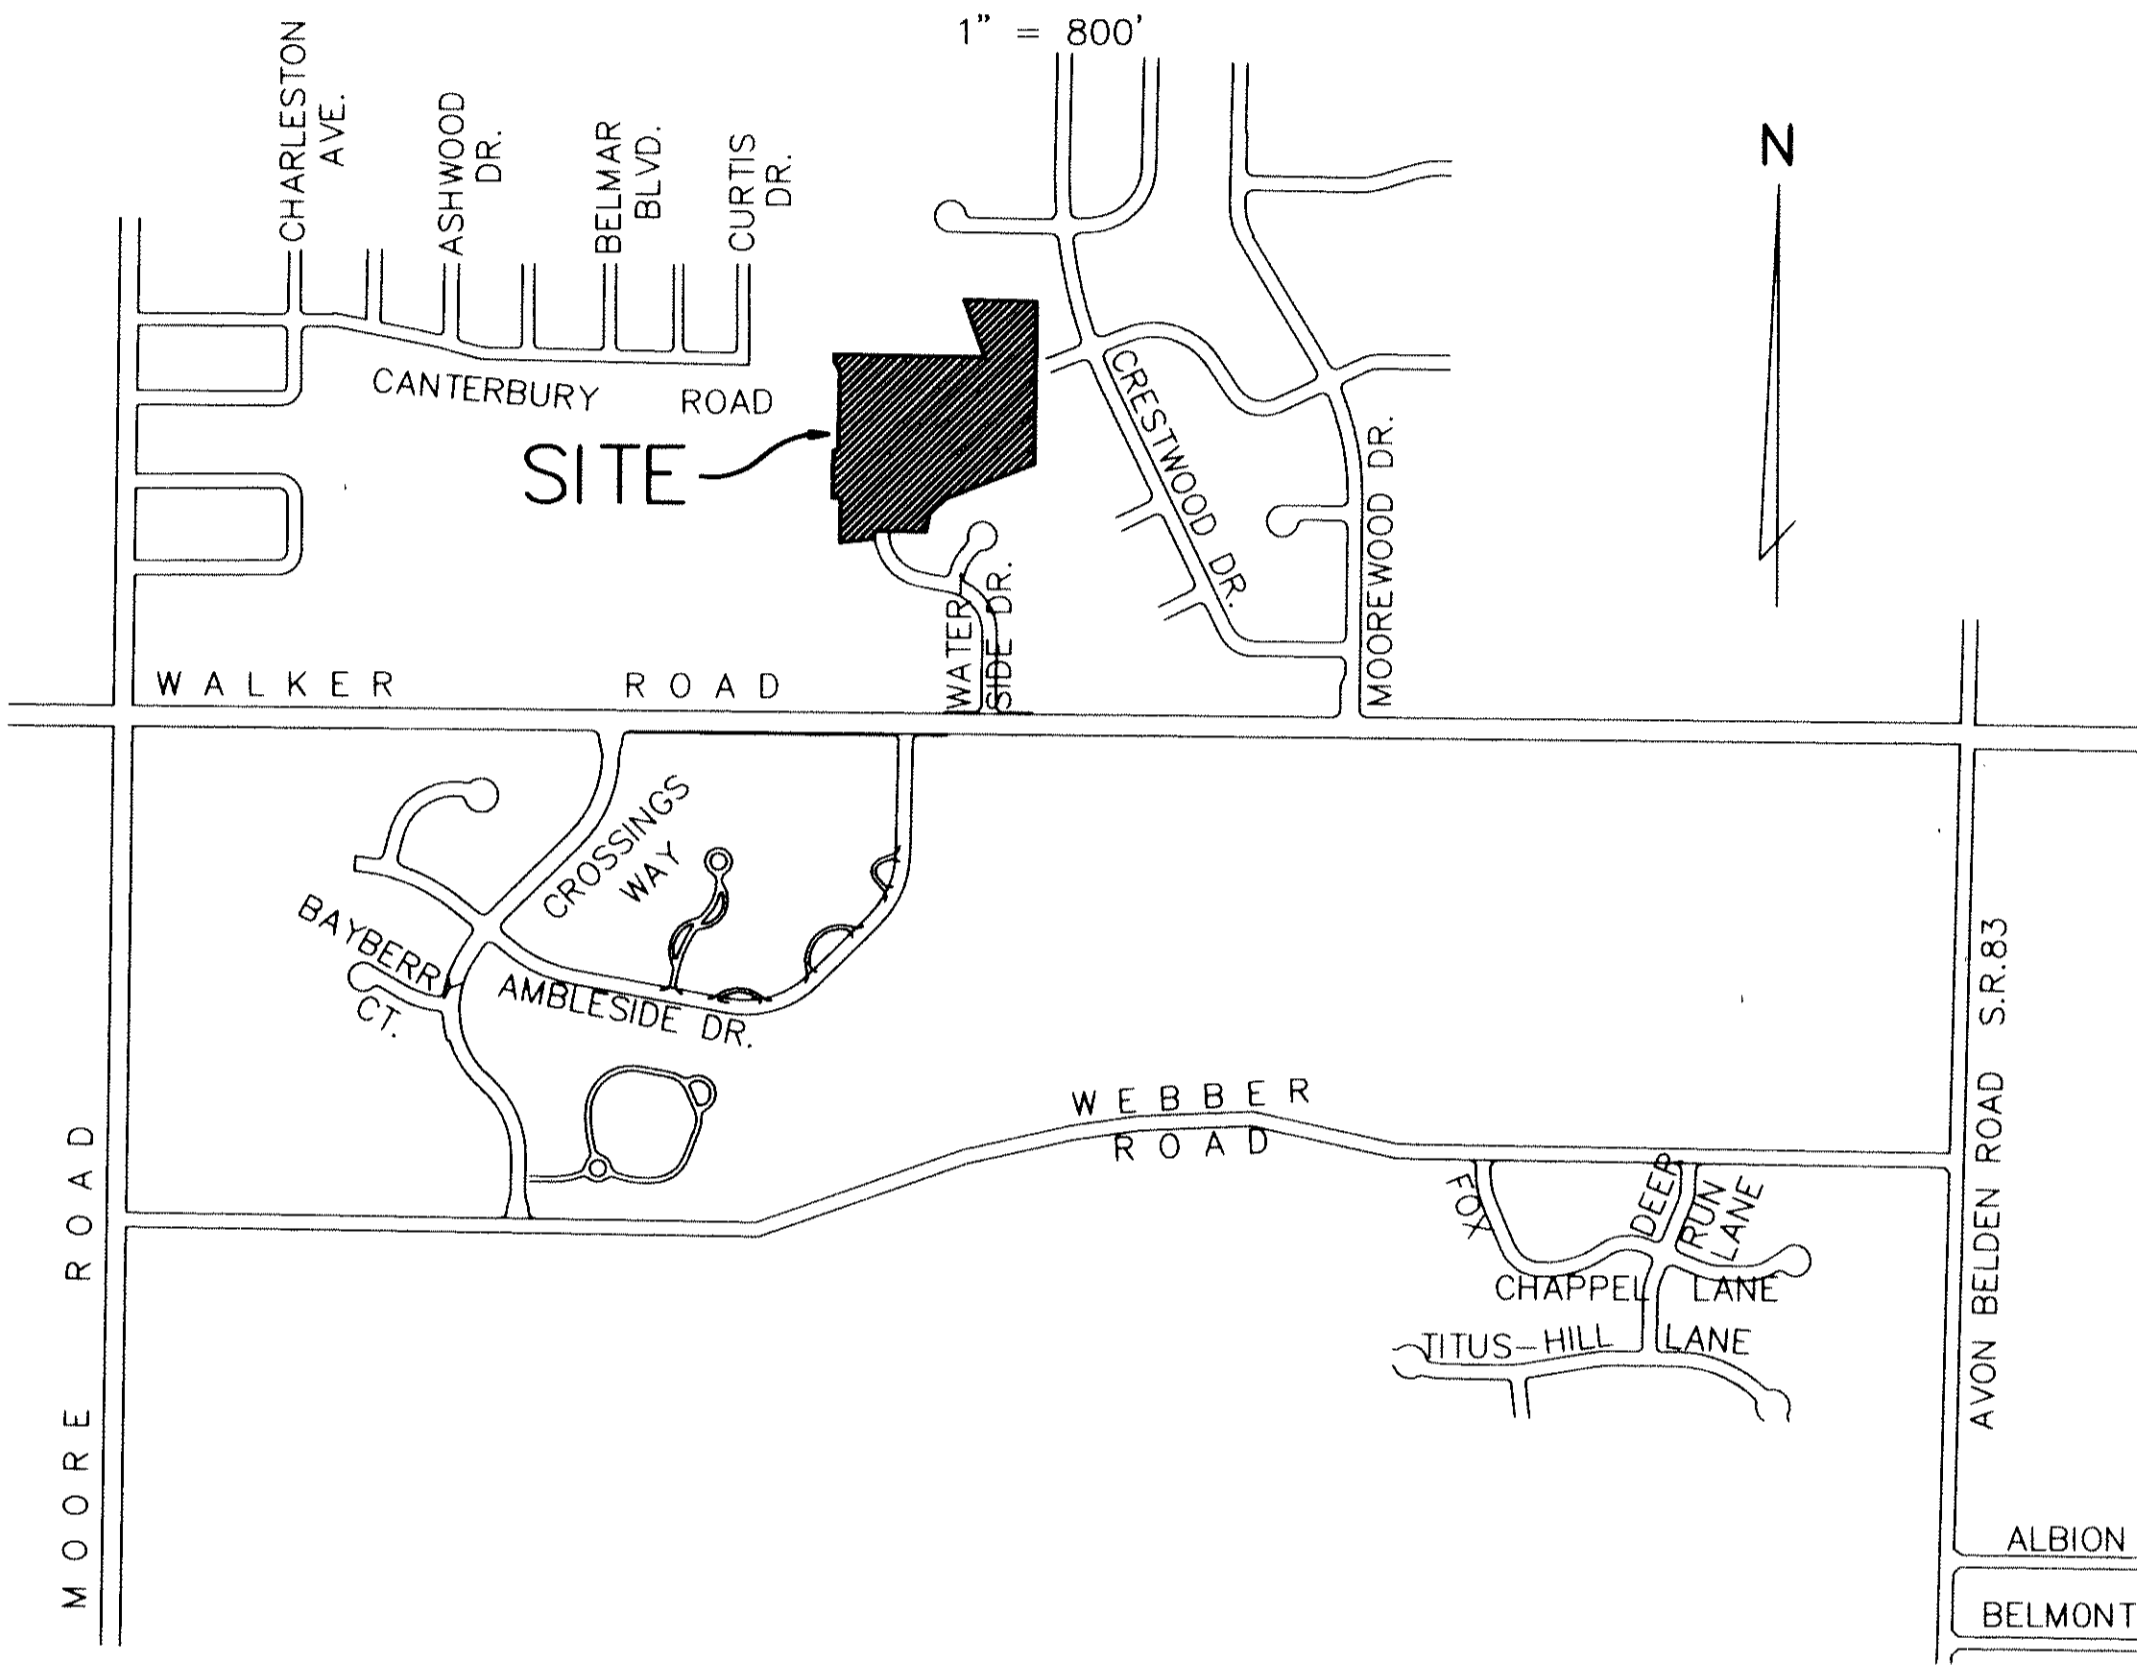 1" = 800'
CHARLESTON
AVE.
ASHWOOD
DR.
BELMAR
BLVD.
CURTIS
DR.
N
CANTERBURY ROAD
SITE
CRESTWOOD DR.
MOOREWOOD DR.
WATER
SIDE DR.
WALKER ROAD
CROSSINGS
WAY
BAYBERRY
CT.
AMBLESIDE DR.
WEBBER
ROAD
FOX
DEER
RUN
LANE
CHAPPEL LANE
TITUS-HILL LANE
MOORE ROAD
AVON BELDEN ROAD S.R.83
ALBION
BELMONT